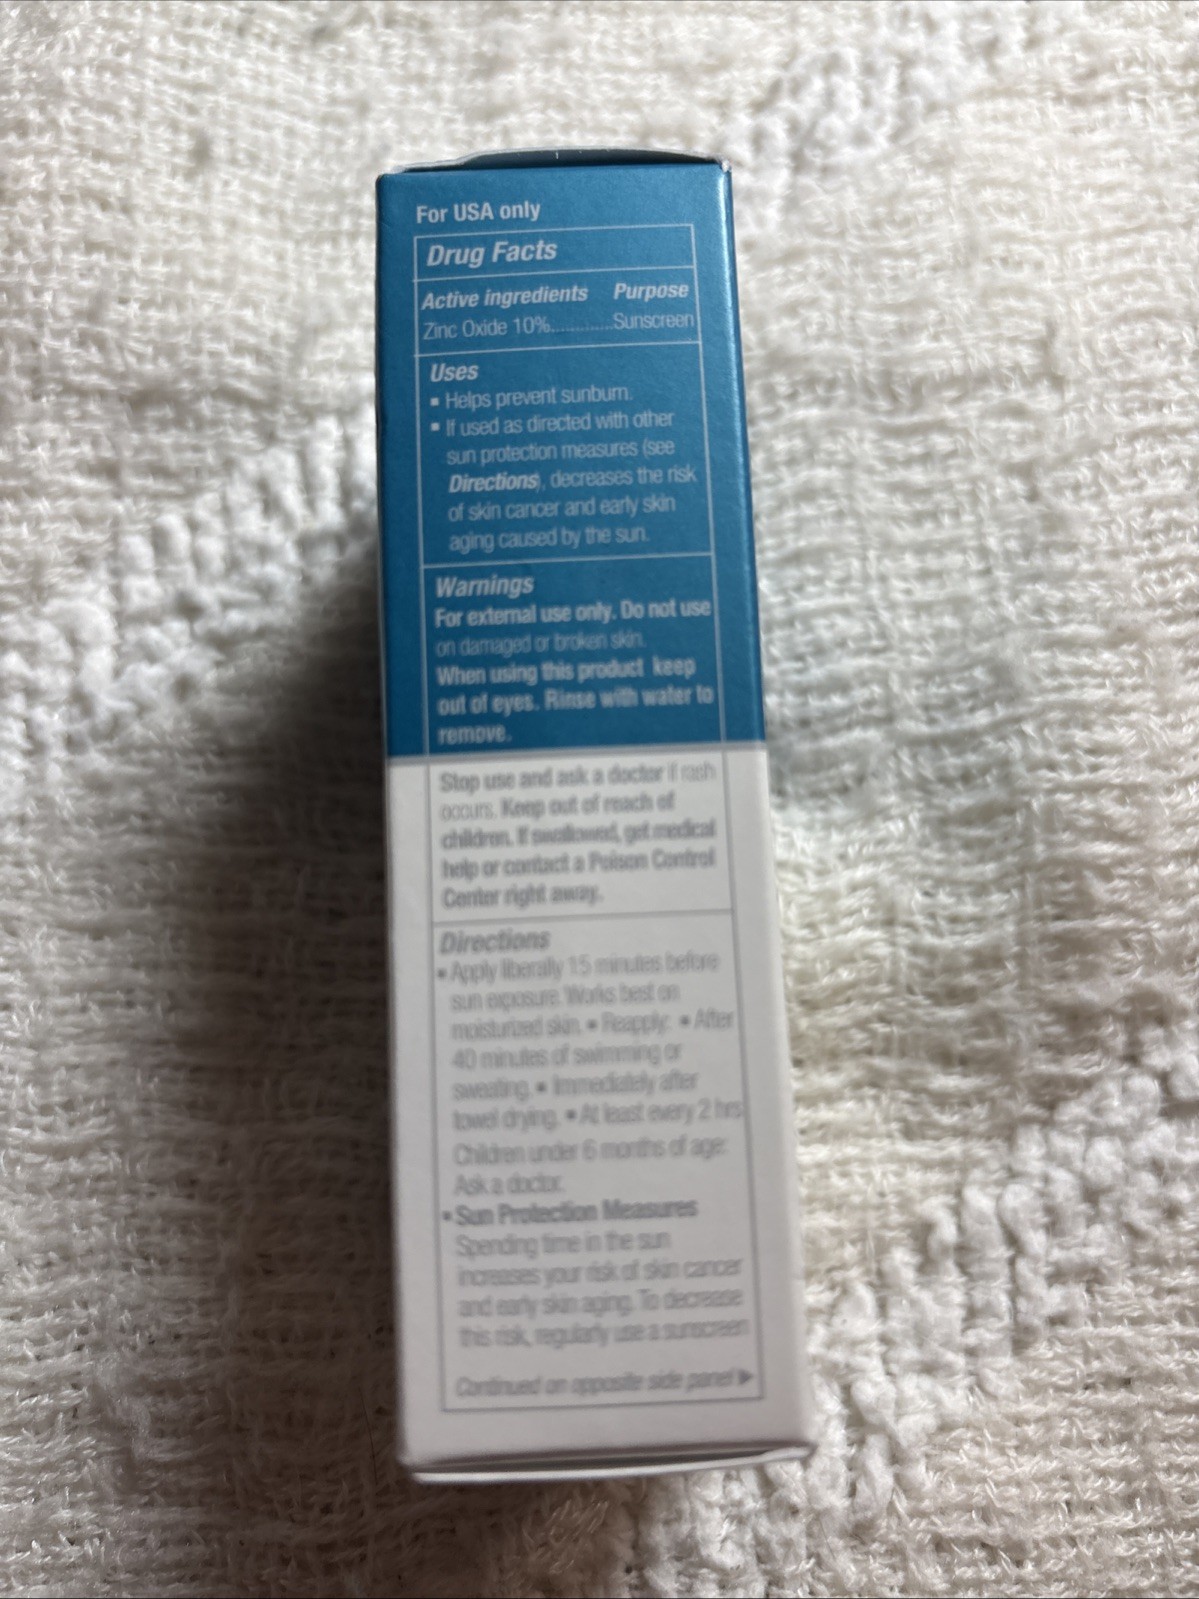 For USA only
Drug Facts
Active ingredients Purpose
Zinc Oxide 10%............Sunscreen
Uses
▪ Helps prevent sunburn.
▪ If used as directed with other
sun protection measures (see
Directions), decreases the risk
of skin cancer and early skin
aging caused by the sun.
Warnings
For external use only. Do not use
on damaged or broken skin.
When using this product keep
out of eyes. Rinse with water to
remove.
Stop use and ask a doctor if rash
occurs. Keep out of reach of
children. If swallowed, get medical
help or contact a Poison Control
Center right away.
Directions
▪ Apply liberally 15 minutes before
sun exposure. Works best on
moisturized skin. ▪ Reapply: ▪ After
40 minutes of swimming or
sweating. ▪ Immediately after
towel drying. ▪ At least every 2 hrs
Children under 6 months of age:
Ask a doctor.
▪ Sun Protection Measures
Spending time in the sun
increases your risk of skin cancer
and early skin aging. To decrease
this risk, regularly use a sunscreen
Continued on opposite side panel ▶